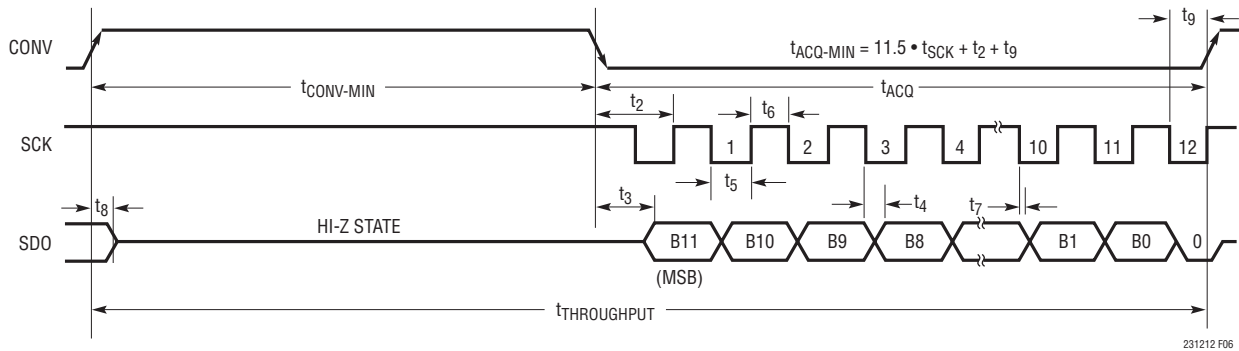 t9
CONV
tACQ-MIN = 11.5 • tSCK + t2 + t9
tCONV-MIN
tACQ
t2
t6
SCK
1
2
3
4
10
11
12
t5
t8
t3
t4
t7
HI-Z STATE
SDO
B11
B10
B9
B8
B1
B0
0
(MSB)
tTHROUGHPUT
231212 F06